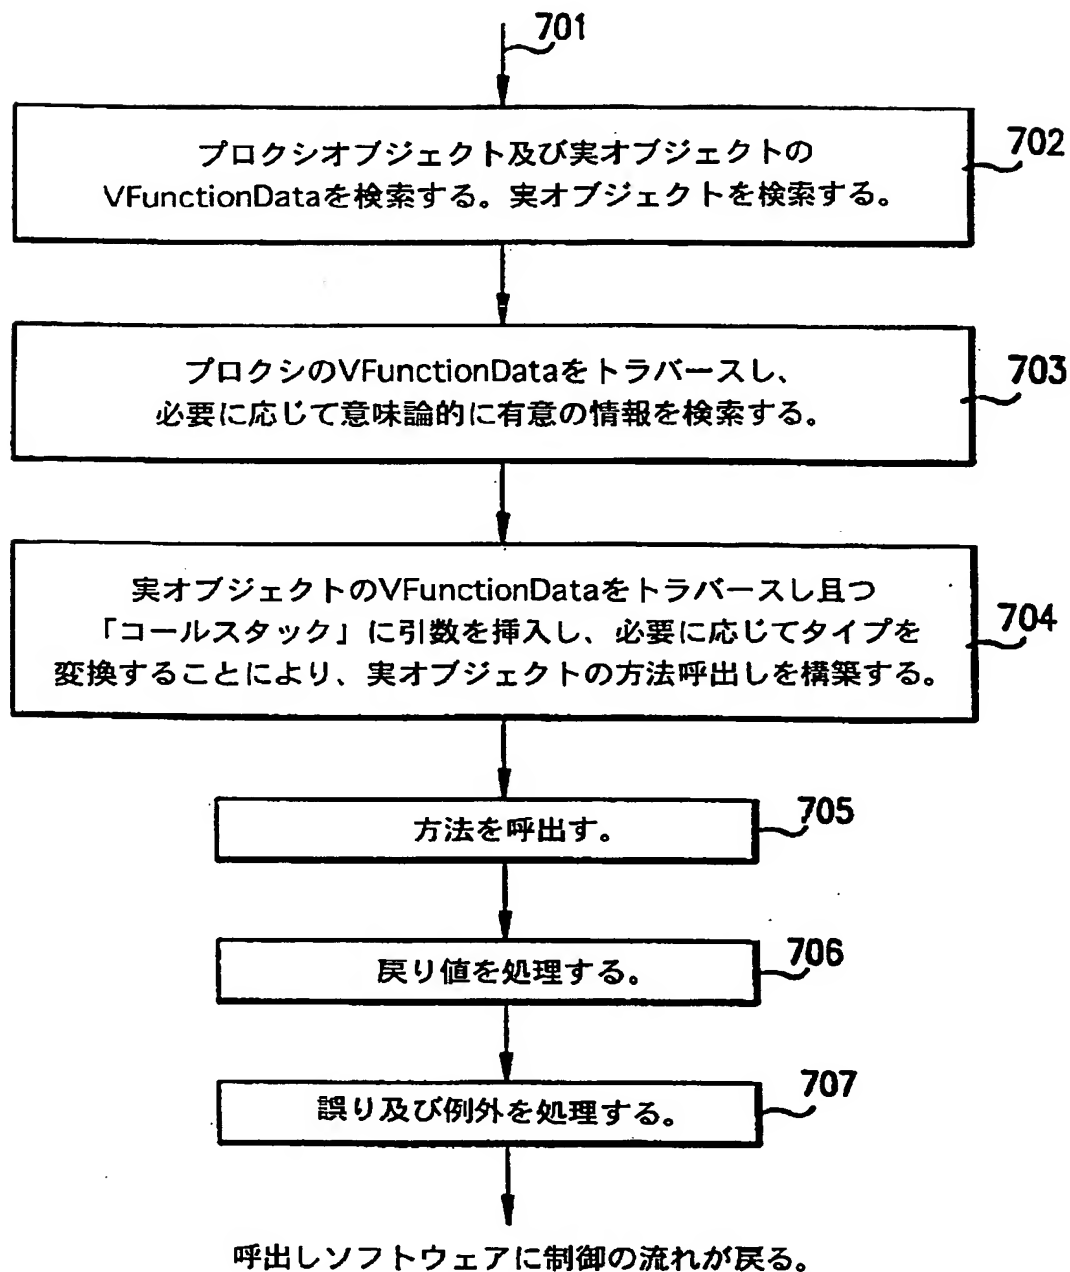 701
プロクシオブジェクト及び実オブジェクトの
VFunctionDataを検索する。実オブジェクトを検索する。
702
プロクシのVFunctionDataをトラバースし、
必要に応じて意味論的に有意の情報を検索する。
703
実オブジェクトのVFunctionDataをトラバースし且つ
「コールスタック」に引数を挿入し、必要に応じてタイプを
変換することにより、実オブジェクトの方法呼出しを構築する。
704
方法を呼出す。
705
戻り値を処理する。
706
誤り及び例外を処理する。
707
呼出しソフトウェアに制御の流れが戻る。